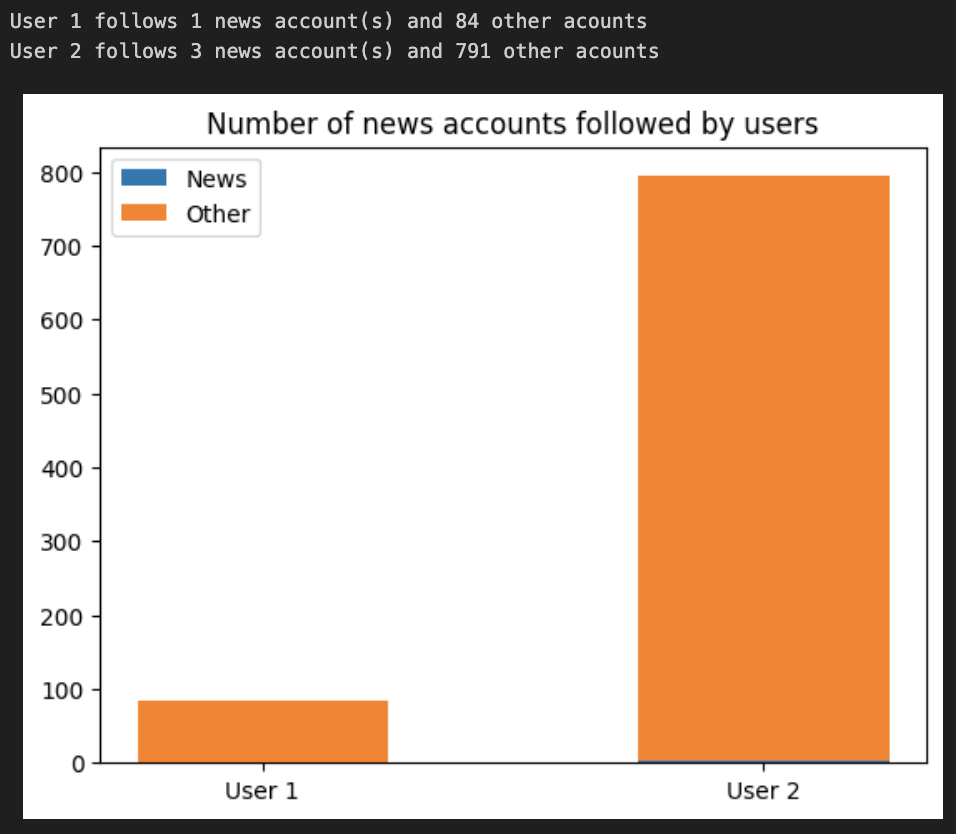 User 1 follows 1 news account(s) and 84 other acounts
User 2 follows 3 news account(s) and 791 other acounts
Number of news accounts followed by users
News
Other
800
700
600
500
400
300
200
100
0
User 1
User 2